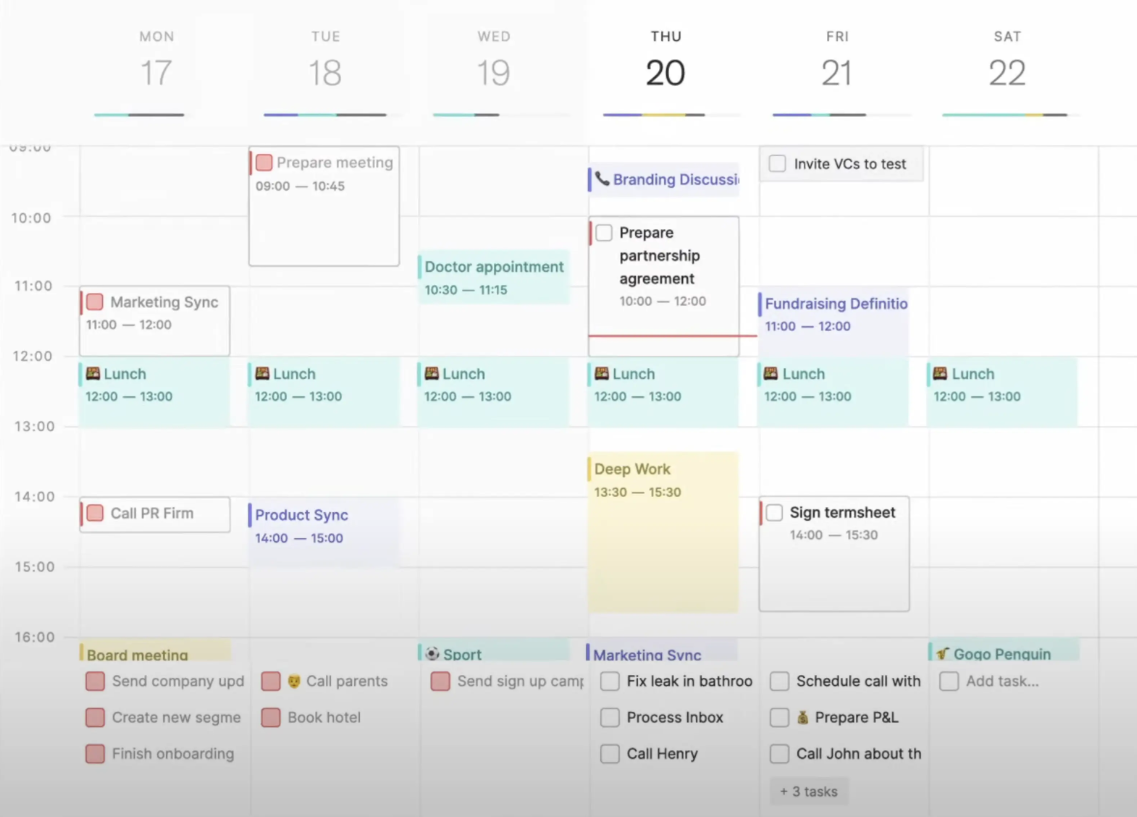 MON
17
TUE
18
WED
19
THU
20
FRI
21
SAT
22
09:00
10:00
11:00
12:00
13:00
14:00
15:00
16:00
Marketing Sync
11:00 — 12:00
Lunch
12:00 — 13:00
Call PR Firm
Board meeting
Send company upd
Create new segme
Finish onboarding
Prepare meeting
09:00 — 10:45
Lunch
12:00 — 13:00
Product Sync
14:00 — 15:00
Call parents
Book hotel
Doctor appointment
10:30 — 11:15
Lunch
12:00 — 13:00
Sport
Send sign up camp
Branding Discussi
Prepare
partnership
agreement
10:00 — 12:00
Lunch
12:00 — 13:00
Deep Work
13:30 — 15:30
Marketing Sync
Fix leak in bathroo
Process Inbox
Call Henry
Invite VCs to test
Fundraising Definitio
11:00 — 12:00
Lunch
12:00 — 13:00
Sign termsheet
14:00 — 15:30
Schedule call with
Prepare P&L
Call John about th
+ 3 tasks
Lunch
12:00 — 13:00
Gogo Penguin
Add task...